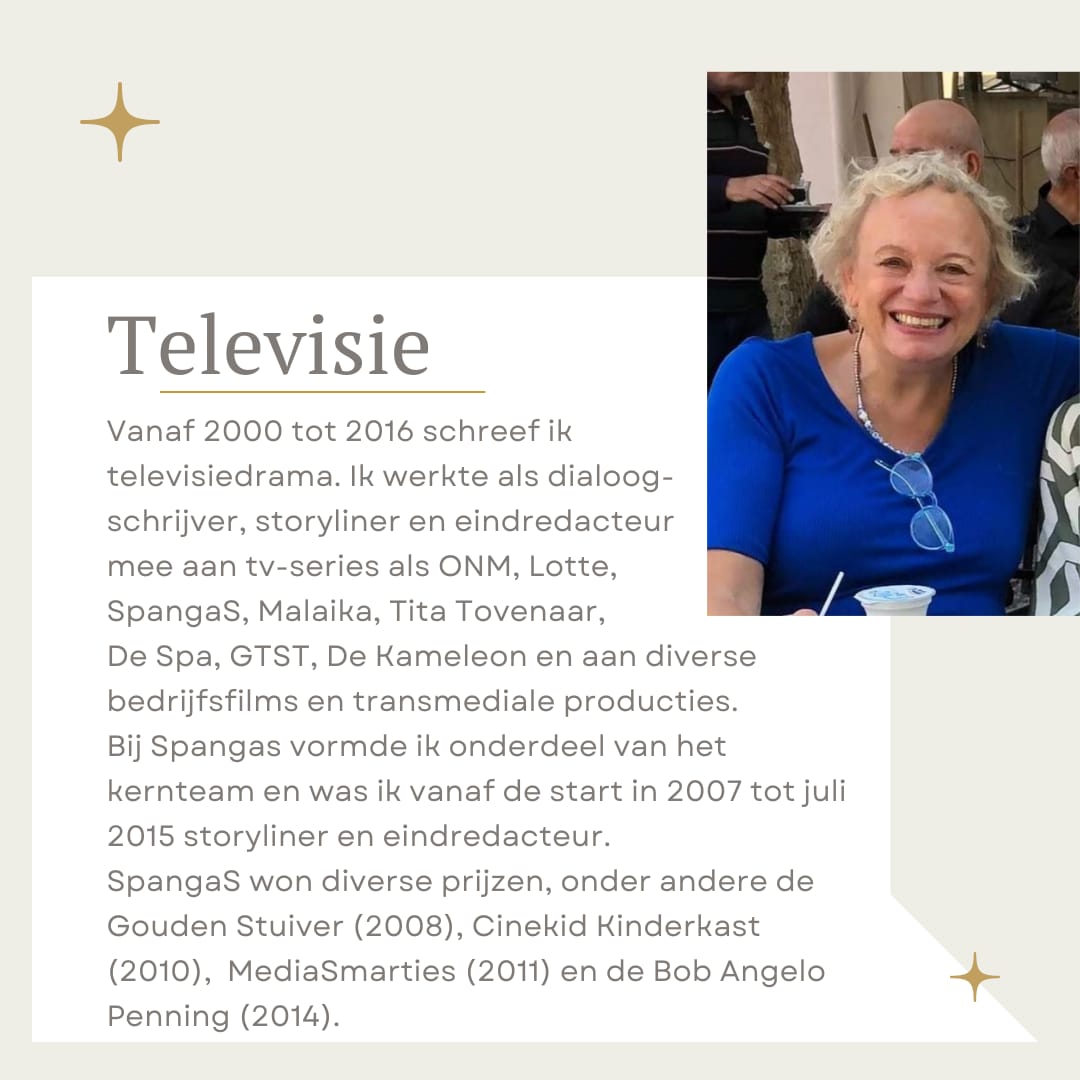 Televisie
Vanaf 2000 tot 2016 schreef ik
televisiedrama. Ik werkte als dialoog-
schrijver, storyliner en eindredacteur
mee aan tv-series als ONM, Lotte,
SpangaS, Malaika, Tita Tovenaar,
De Spa, GTST, De Kameleon en aan diverse
bedrijfsfilms en transmediale producties.
Bij Spangas vormde ik onderdeel van het
kernteam en was ik vanaf de start in 2007 tot juli
2015 storyliner en eindredacteur.
SpangaS won diverse prijzen, onder andere de
Gouden Stuiver (2008), Cinekid Kinderkast
(2010),  MediaSmarties (2011) en de Bob Angelo
Penning (2014).